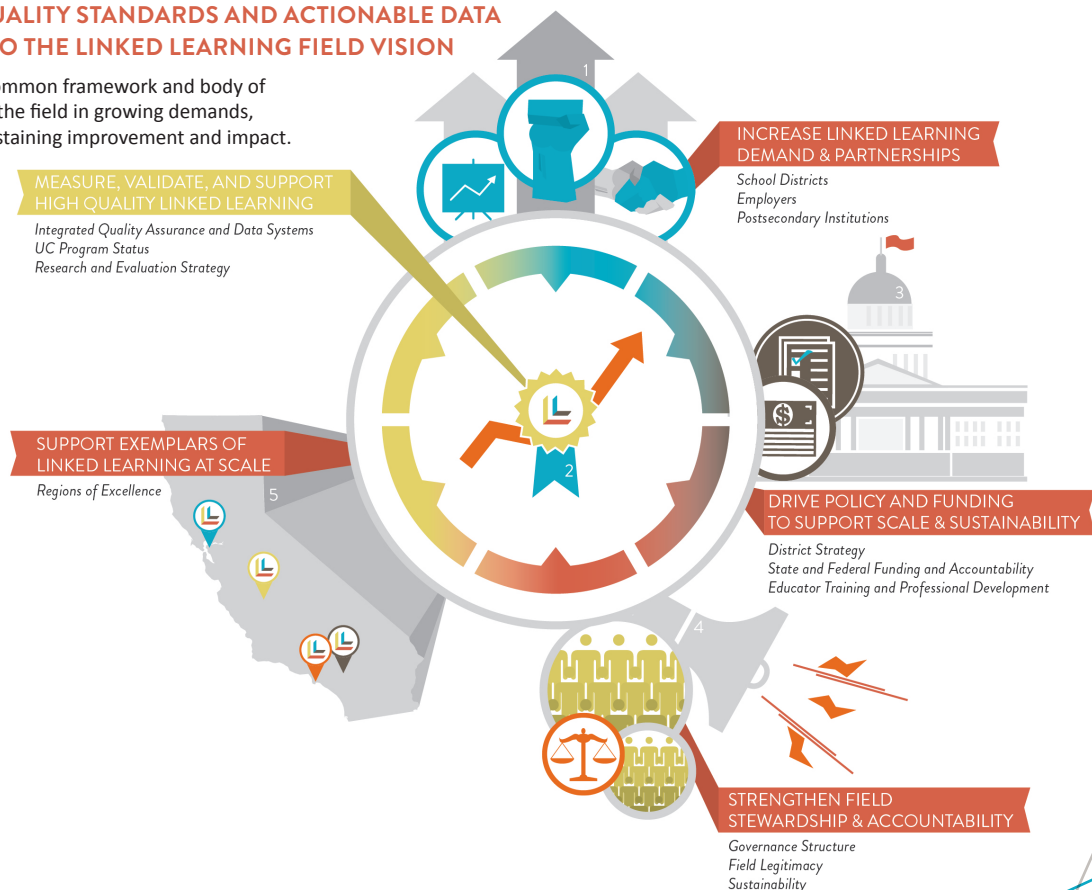 UALITY STANDARDS AND ACTIONABLE DATA
O THE LINKED LEARNING FIELD VISION
ommon framework and body of
the field in growing demands,
staining improvement and impact.
1
INCREASE LINKED LEARNING
DEMAND & PARTNERSHIPS
School Districts
Employers
Postsecondary Institutions
MEASURE, VALIDATE, AND SUPPORT
HIGH QUALITY LINKED LEARNING
Integrated Quality Assurance and Data Systems
UC Program Status
Research and Evaluation Strategy
2
3
$
DRIVE POLICY AND FUNDING
TO SUPPORT SCALE & SUSTAINABILITY
District Strategy
State and Federal Funding and Accountability
Educator Training and Professional Development
SUPPORT EXEMPLARS OF
LINKED LEARNING AT SCALE
Regions of Excellence
5
4
STRENGTHEN FIELD
STEWARDSHIP & ACCOUNTABILITY
Governance Structure
Field Legitimacy
Sustainability